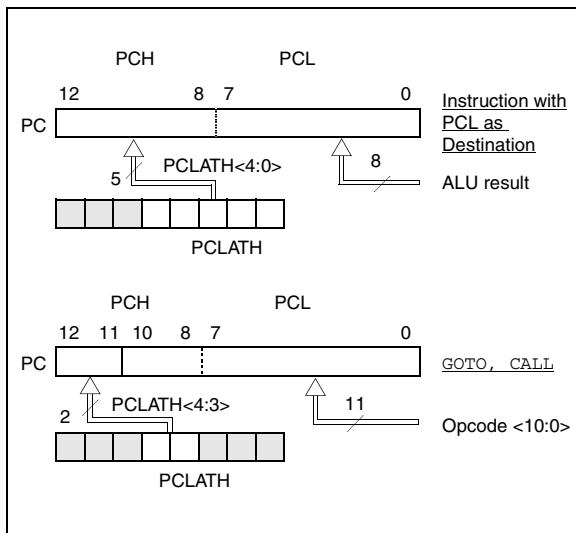 PCH PCL
12 8 7 0
PC
Instruction with
PCL as
Destination
PCLATH<4:0>
5
8
ALU result
PCLATH
PCH PCL
12 11 10 8 7 0
PC
GOTO, CALL
PCLATH<4:3>
2
11
Opcode <10:0>
PCLATH